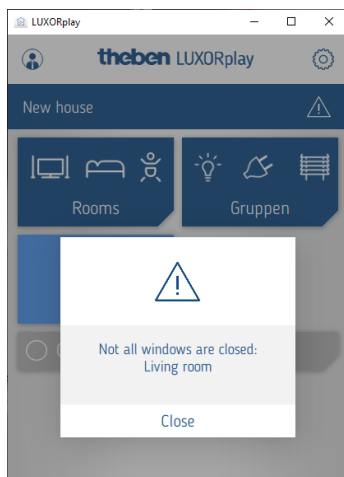 LUXORplay
theben LUXORplay
New house
Rooms
Gruppen
Not all windows are closed:
Living room
Close